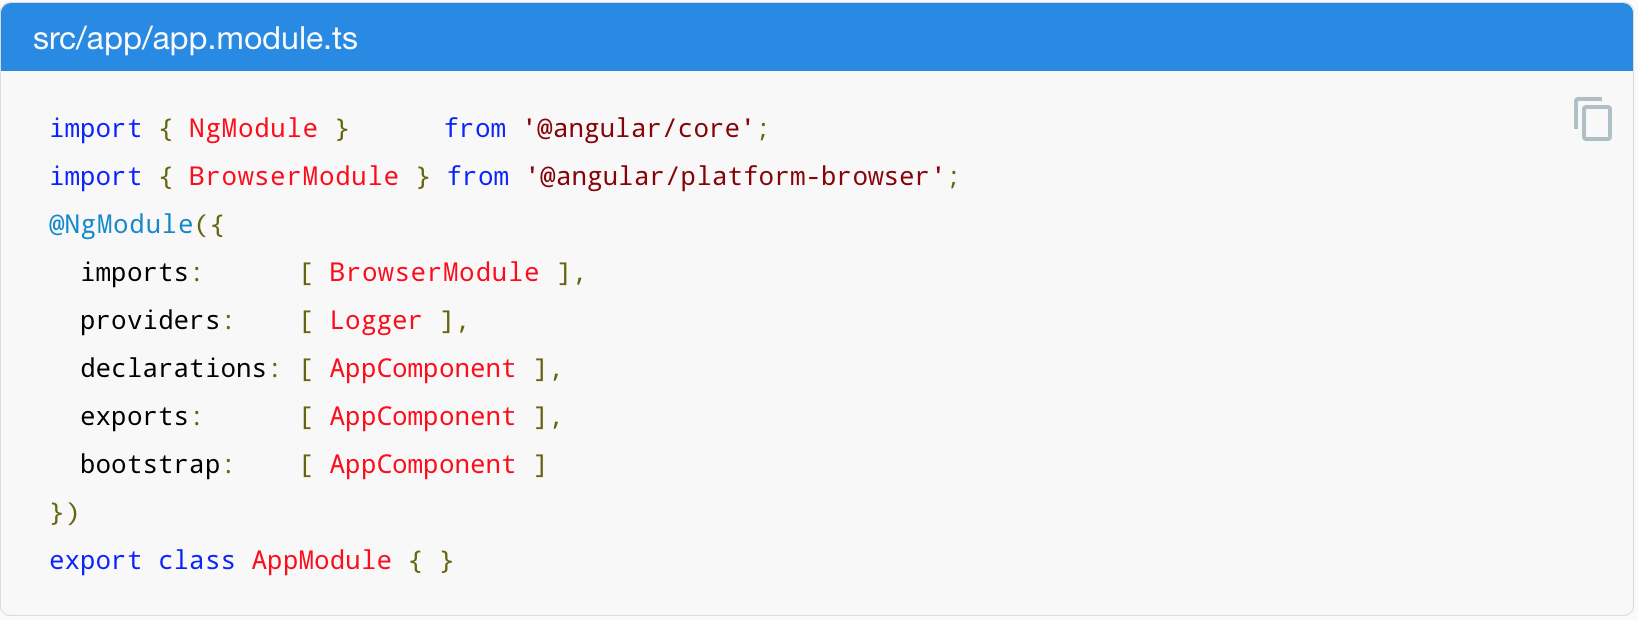 src/app/app.module.ts
import { NgModule }      from '@angular/core';
import { BrowserModule } from '@angular/platform-browser';
@NgModule({
  imports:      [ BrowserModule ],
  providers:    [ Logger ],
  declarations: [ AppComponent ],
  exports:      [ AppComponent ],
  bootstrap:    [ AppComponent ]
})
export class AppModule { }